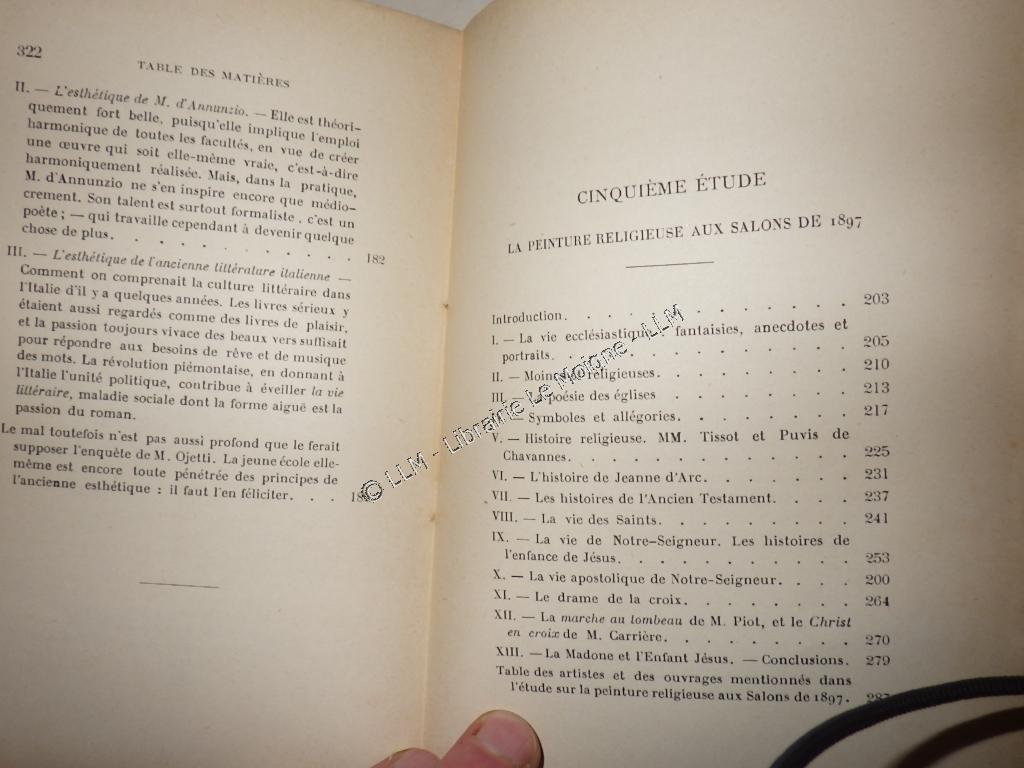 322
TABLE DES MATIÈRES
II. — L'esthétique de M. d'Annunzio. — Elle est théori-
quement fort belle, puisqu'elle implique l'emploi
harmonique de toutes les facultés, en vue de créer
une œuvre qui soit elle-même vraie, c'est-à-dire
harmoniquement réalisée. Mais, dans la pratique,
M. d'Annunzio ne s'en inspire encore que médio-
crement. Son talent est surtout formaliste, c'est un
poète ; — qui travaille cependant à devenir quelque
chose de plus. . . . . . . . . . . 182
III. — L'esthétique de l'ancienne littérature italienne —
Comment on comprenait la culture littéraire dans
l'Italie d'il y a quelques années. Les livres sérieux y
étaient aussi regardés comme des livres de plaisir,
et la passion toujours vivace des beaux vers suffisait
pour répondre aux besoins de rêve et de musique
des mots. La révolution piémontaise, en donnant à
l'Italie l'unité politique, contribue à éveiller la vie
littéraire, maladie sociale dont la forme aiguë est la
passion du roman.
Le mal toutefois n'est pas aussi profond que le ferait
supposer l'enquête de M. Ojetti. La jeune école elle-
même est encore toute pénétrée des principes de
l'ancienne esthétique : il faut l'en féliciter. . . .
CINQUIÈME ÉTUDE
LA PEINTURE RELIGIEUSE AUX SALONS DE 1897
Introduction. . . . . . . . . . . 203
I. — La vie ecclésiastique, fantaisies, anecdotes et
portraits. . . . . . . . . . . . 205
II. — Moines et religieuses. . . . . . . . 210
III. — La poésie des églises . . . . . . . 213
— Symboles et allégories. . . . . . . 217
V. — Histoire religieuse. MM. Tissot et Puvis de
Chavannes. . . . . . . . . . . . 225
VI. — L'histoire de Jeanne d'Arc. . . . . . 231
VII. — Les histoires de l'Ancien Testament. . . . 237
VIII. — La vie des Saints. . . . . . . . 241
IX. — La vie de Notre-Seigneur. Les histoires de
l'enfance de Jésus. . . . . . . . . 253
X. — La vie apostolique de Notre-Seigneur. . . . 200
XI. — Le drame de la croix. . . . . . . 264
XII. — La marche au tombeau de M. Piot, et le Christ
en croix de M. Carrière. . . . . . . . 270
XIII. — La Madone et l'Enfant Jésus. — Conclusions. 279
Table des artistes et des ouvrages mentionnés dans
l'étude sur la peinture religieuse aux Salons de 1897.
© LLM - Librairie Le Moigne - LLM